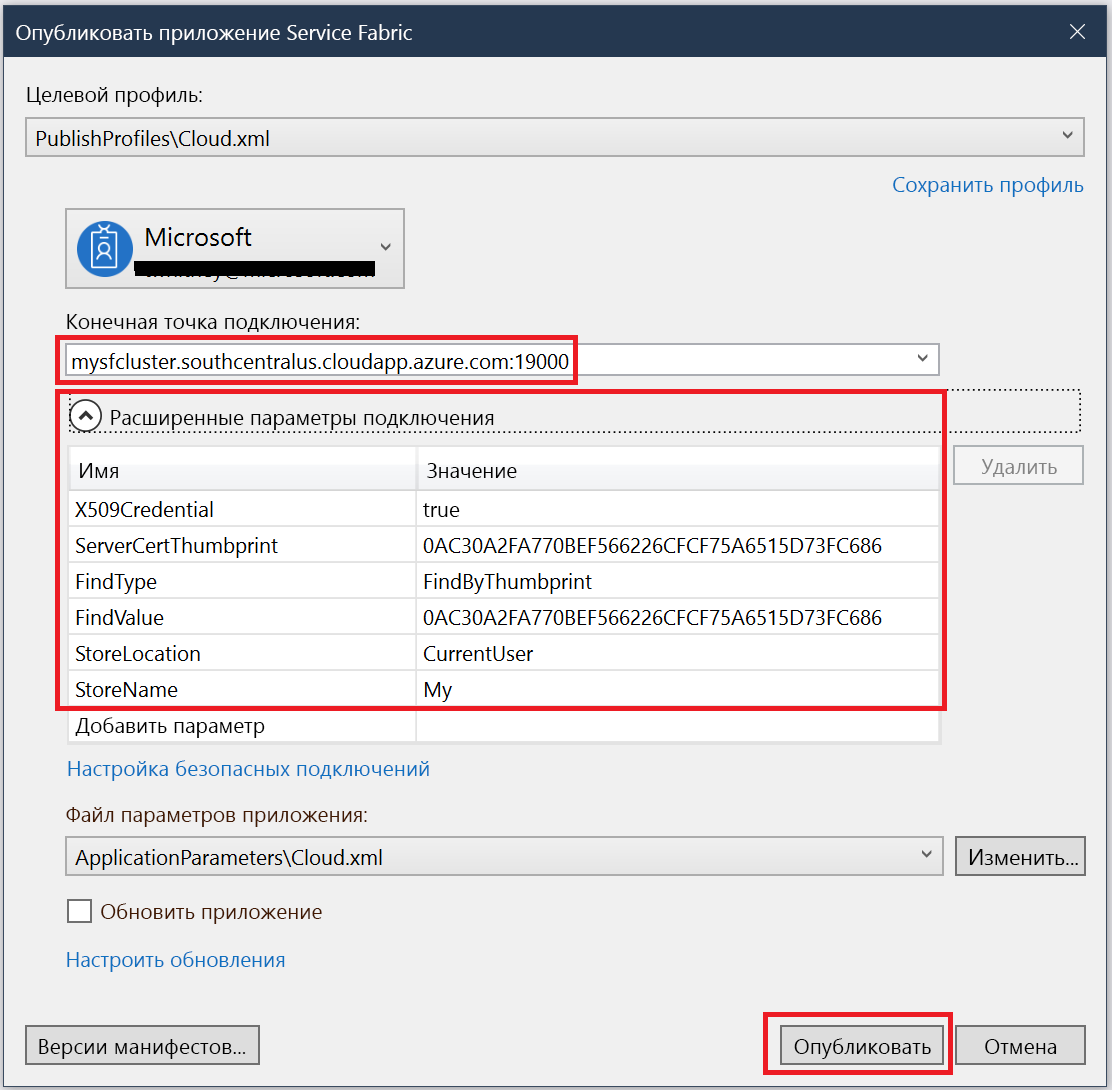 Опубликовать приложение Service Fabric
Целевой профиль:
PublishProfiles\Cloud.xml
Сохранить профиль
Microsoft
Конечная точка подключения:
mysfcluster.southcentralus.cloudapp.azure.com:19000
Расширенные параметры подключения
Имя Значение
Удалить
X509Credential true
ServerCertThumbprint 0AC30A2FA770BEF566226CFCF75A6515D73FC686
FindType FindByThumbprint
FindValue 0AC30A2FA770BEF566226CFCF75A6515D73FC686
StoreLocation CurrentUser
StoreName My
Добавить параметр
Настройка безопасных подключений
Файл параметров приложения:
ApplicationParameters\Cloud.xml
Изменить...
Обновить приложение
Настроить обновления
Версии манифестов...
Опубликовать
Отмена